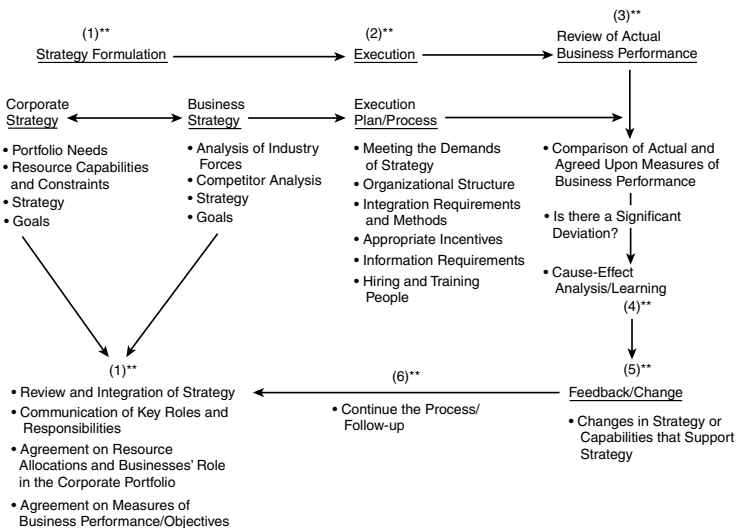 (1)**
Strategy Formulation
(2)**
Execution
(3)**
Review of Actual
Business Performance
Corporate
Strategy
• Portfolio Needs
• Resource Capabilities
and Constraints
• Strategy
• Goals
Business
Strategy
• Analysis of Industry
Forces
• Competitor Analysis
• Strategy
• Goals
Execution
Plan/Process
• Meeting the Demands
of Strategy
• Organizational Structure
• Integration Requirements
and Methods
• Appropriate Incentives
• Information Requirements
• Hiring and Training
People
• Comparison of Actual and
Agreed Upon Measures of
Business Performance
• Is there a Significant
Deviation?
• Cause-Effect
Analysis/Learning
(4)**
(1)**
• Review and Integration of Strategy
• Communication of Key Roles and
Responsibilities
• Agreement on Resource
Allocations and Businesses' Role
in the Corporate Portfolio
• Agreement on Measures of
Business Performance/Objectives
(6)**
• Continue the Process/
Follow-up
(5)**
Feedback/Change
• Changes in Strategy or
Capabilities that Support
Strategy